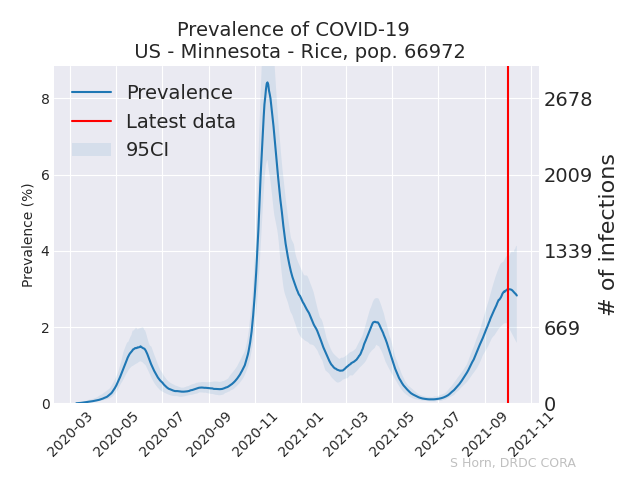 Prevalence of COVID-19
US - Minnesota - Rice, pop. 66972
Prevalence
Latest data
95CI
Prevalence (%)
8
6
4
2
0
2678
2009
1339
669
0
# of infections
2020-03
2020-05
2020-07
2020-09
2020-11
2021-01
2021-03
2021-05
2021-07
2021-09
2021-11
S Horn, DRDC CORA